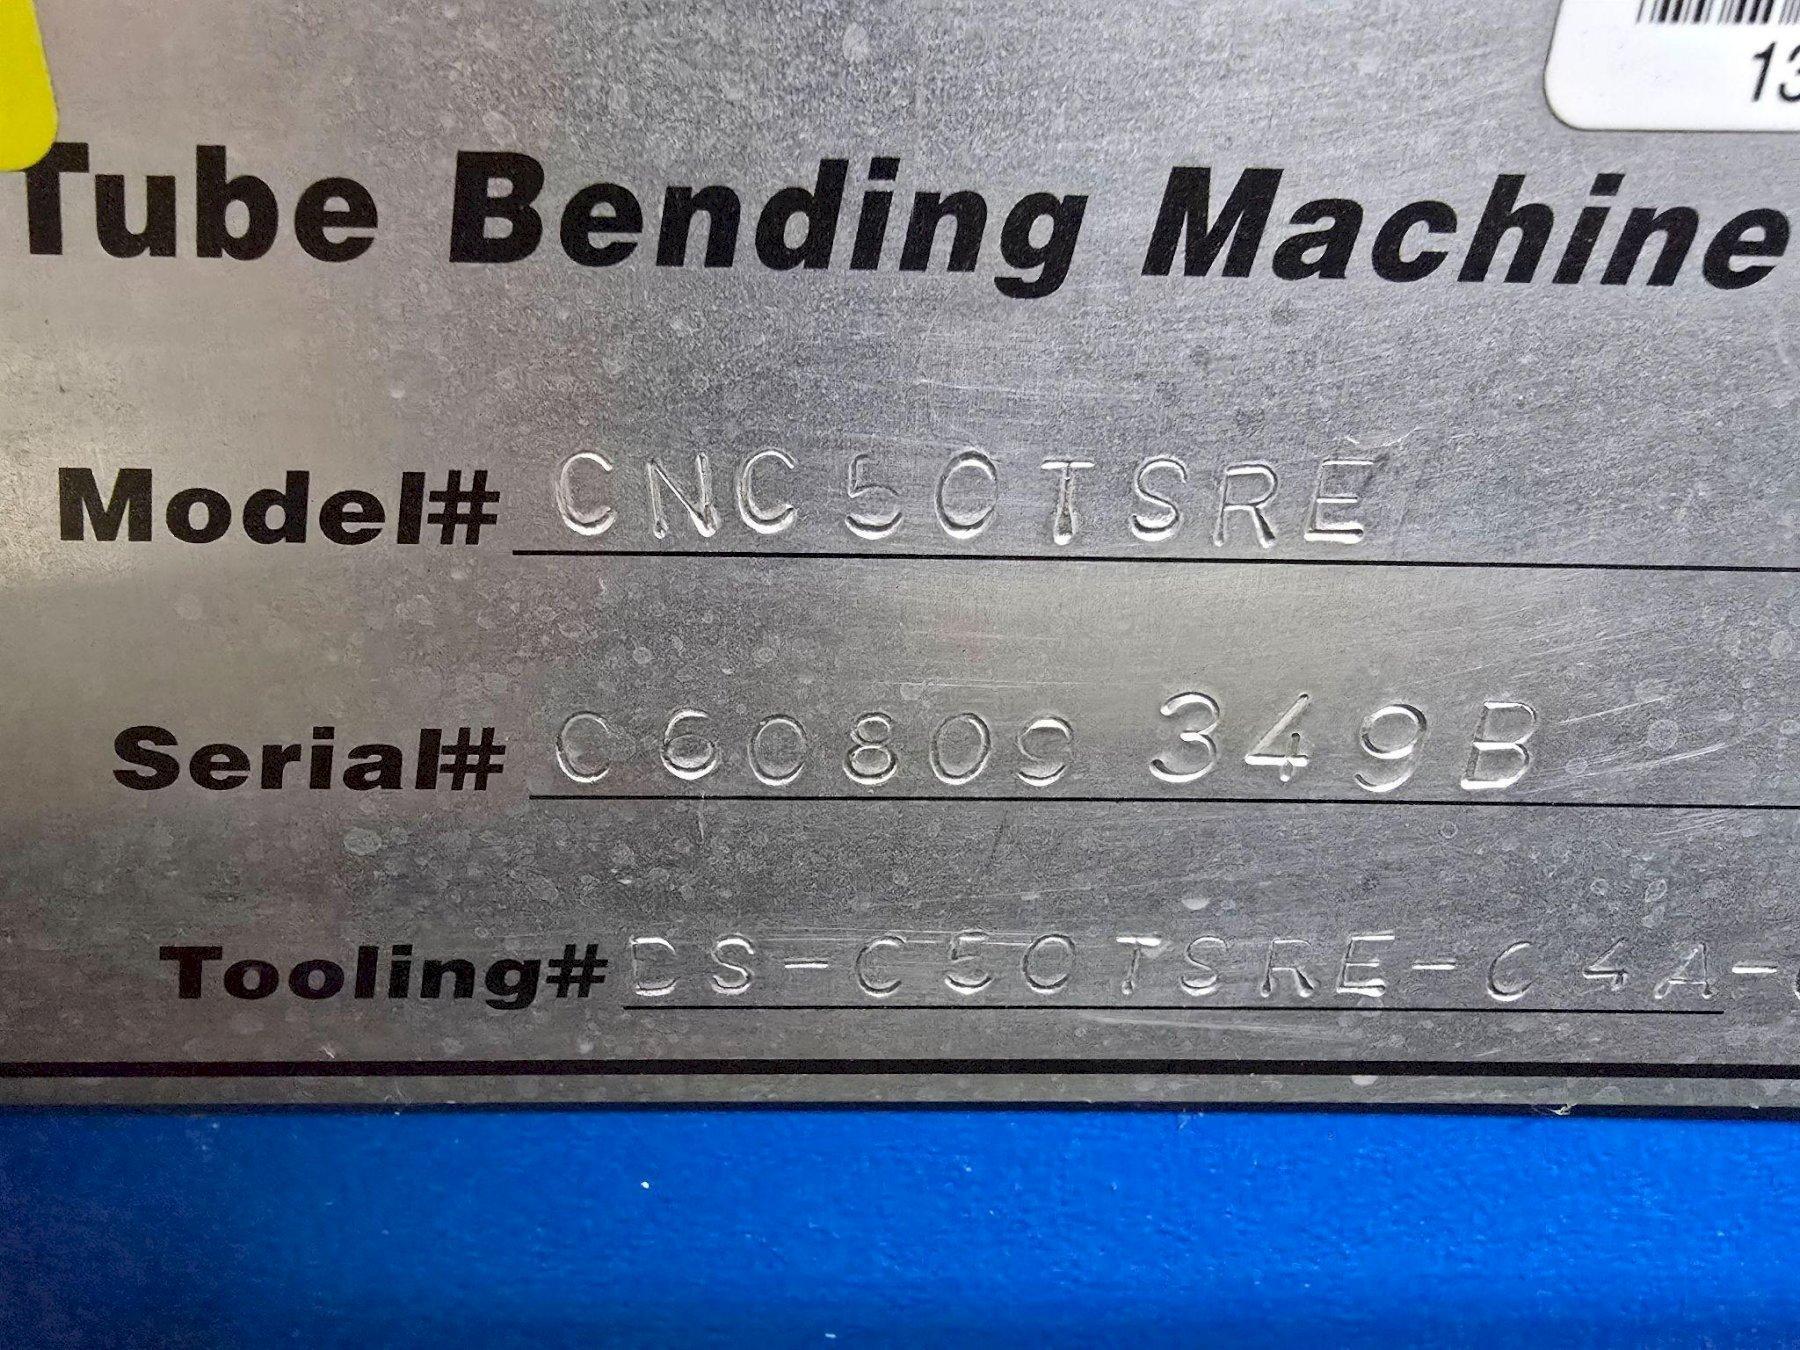 13
Tube Bending Machine
Model# CNC50TSRE
Serial# C60809 349B
Tooling# DS-C50TSRE-C4A-